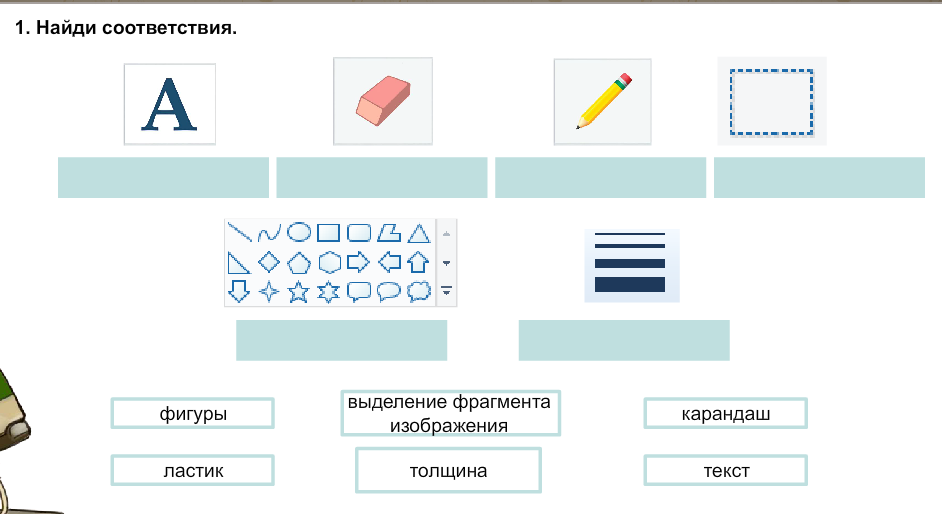 1. Найди соответствия.
A
фигуры
выделение фрагмента
изображения
карандаш
ластик
толщина
текст